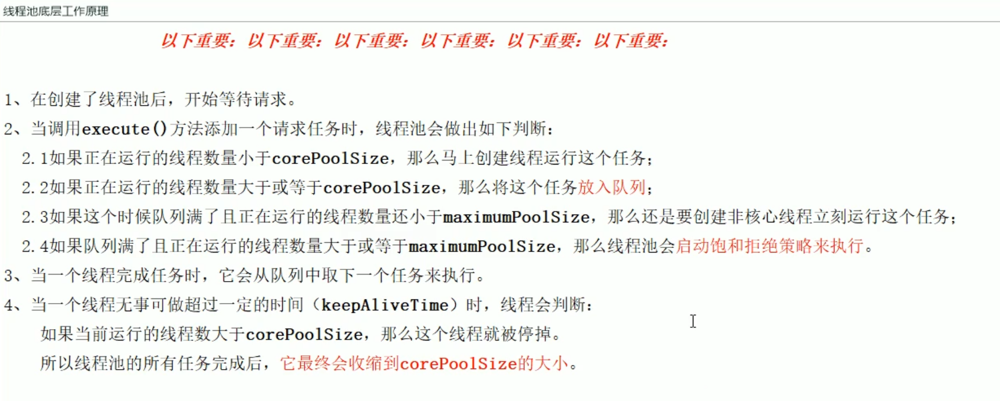 线程池底层工作原理
以下重要：以下重要：以下重要：以下重要：以下重要：以下重要：
1、在创建了线程池后，开始等待请求。
2、当调用execute()方法添加一个请求任务时，线程池会做出如下判断：
2.1如果正在运行的线程数量小于corePoolSize，那么马上创建线程运行这个任务；
2.2如果正在运行的线程数量大于或等于corePoolSize，那么将这个任务放入队列；
2.3如果这个时候队列满了且正在运行的线程数量还小于maximumPoolSize，那么还是要创建非核心线程立刻运行这个任务；
2.4如果队列满了且正在运行的线程数量大于或等于maximumPoolSize，那么线程池会启动饱和拒绝策略来执行。
3、当一个线程完成任务时，它会从队列中取下一个任务来执行。
4、当一个线程无事可做超过一定的时间（keepAliveTime）时，线程会判断：
如果当前运行的线程数大于corePoolSize，那么这个线程就被停掉。
所以线程池的所有任务完成后，它最终会收缩到corePoolSize的大小。